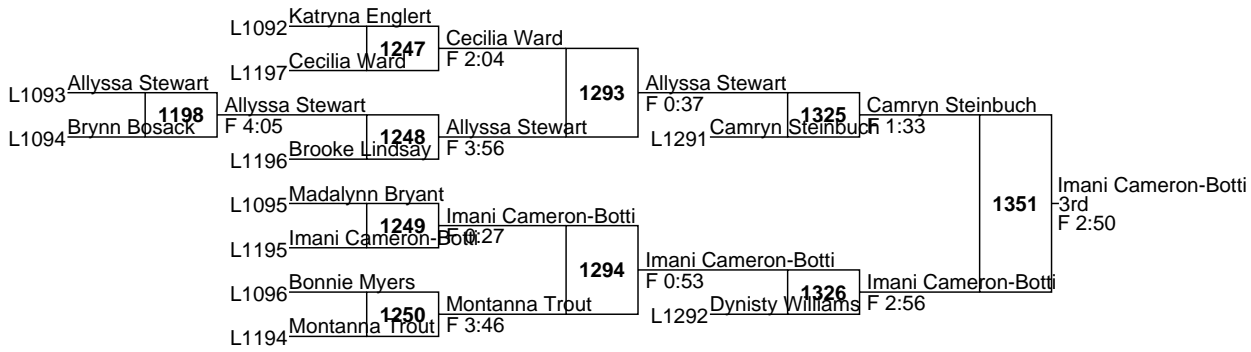 L1092 Katryna Englert
1247
Cecilia Ward
F 2:04
L1197 Cecilia Ward
L1093 Allyssa Stewart
1198
Allyssa Stewart
F 4:05
L1094 Brynn Bosack
1248
Allyssa Stewart
F 3:56
L1196 Brooke Lindsay
1293
Allyssa Stewart
F 0:37
1325
Camryn Steinbuch
F 1:33
L1291 Camryn Steinbuch
L1095 Madalynn Bryant
1249
Imani Cameron-Botti
F 0:27
L1195 Imani Cameron-Botti
L1096 Bonnie Myers
1250
Montanna Trout
F 3:46
L1194 Montanna Trout
1294
Imani Cameron-Botti
F 0:53
1326
Imani Cameron-Botti
F 2:56
L1292 Dynisty Williams
1351
Imani Cameron-Botti
3rd
F 2:50